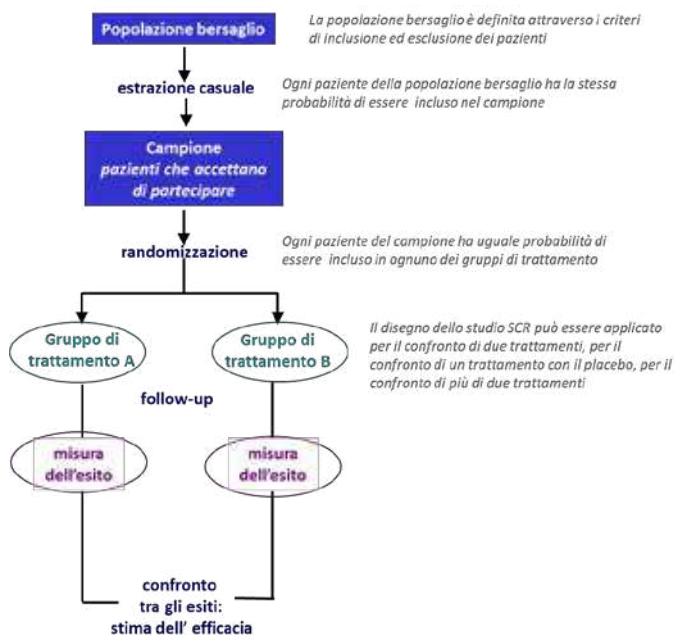 Popolazione bersaglio
La popolazione bersaglio è definita attraverso i criteri
di inclusione ed esclusione dei pazienti
estrazione casuale
Ogni paziente della popolazione bersaglio ha la stessa
probabilità di essere incluso nel campione
Campione
pazienti che accettano
di partecipare
randomizzazione
Ogni paziente del campione ha uguale probabilità di
essere incluso in ognuno dei gruppi di trattamento
Gruppo di
trattamento A
Gruppo di
trattamento B
Il disegno dello studio SCR può essere applicato
per il confronto di due trattamenti, per il
confronto di un trattamento con il placebo, per il
confronto di più di due trattamenti
follow-up
misura
dell'esito
misura
dell'esito
confronto
tra gli esiti:
stima dell' efficacia